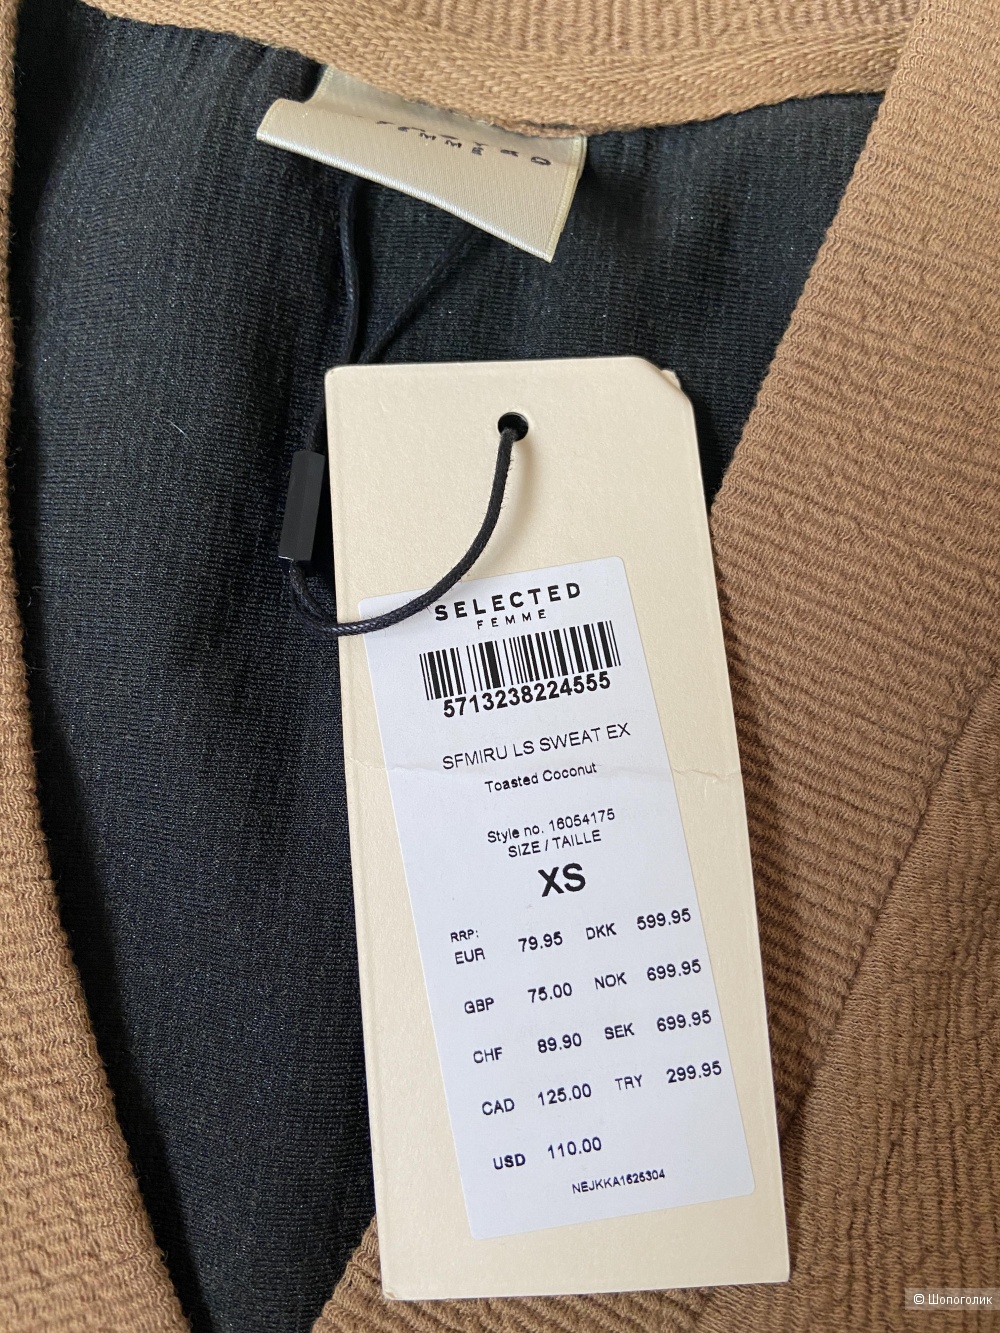 FEMME
SELECTED
FEMME
5713238224555
SFMIRU LS SWEAT EX
Toasted Coconut
Style no. 16054175
SIZE / TAILLE
XS
RRP:
EUR 79.95 DKK 599.95
GBP 75.00 NOK 699.95
CHF 89.90 SEK 699.95
CAD 125.00 TRY 299.95
USD 110.00
NEJKKA1625304
© Шопоголик